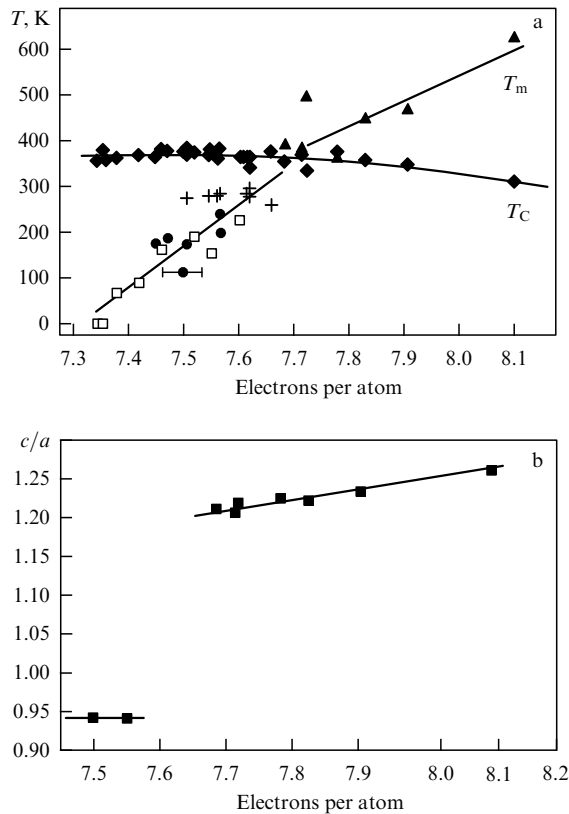 T, K
a
600
500
400
300
200
100
0
Tm
TC
7.3 7.4 7.5 7.6 7.7 7.8 7.9 8.0 8.1
Electrons per atom
c/a
b
1.25
1.20
1.15
1.10
1.05
1.00
0.95
0.90
7.5 7.6 7.7 7.8 7.9 8.0 8.1 8.2
Electrons per atom